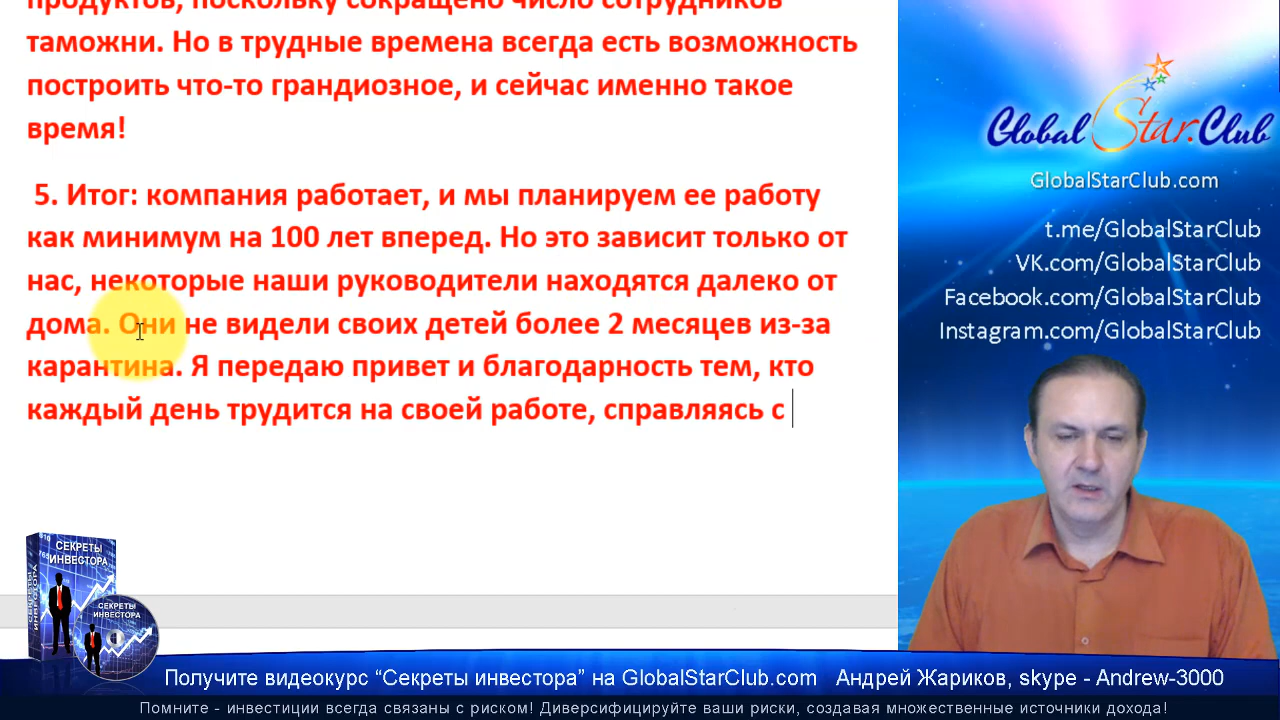 продуктов, поскольку сокращено число сотрудников
таможни. Но в трудные времена всегда есть возможность
построить что-то грандиозное, и сейчас именно такое
время!
5. Итог: компания работает, и мы планируем ее работу
как минимум на 100 лет вперед. Но это зависит только от
нас, некоторые наши руководители находятся далеко от
дома. Они не видели своих детей более 2 месяцев из-за
карантина. Я передаю привет и благодарность тем, кто
каждый день трудится на своей работе, справляясь с
Global Star.Club
GlobalStarClub.com
t.me/GlobalStarClub
VK.com/GlobalStarClub
Facebook.com/GlobalStarClub
Instagram.com/GlobalStarClub
СЕКРЕТЫ
ИНВЕСТОРА
СЕКРЕТЫ
ИНВЕСТОРА
Получите видеокурс “Секреты инвестора” на GlobalStarClub.com Андрей Жариков, skype - Andrew-3000
Помните - инвестиции всегда связаны с риском! Диверсифицируйте ваши риски, создавая множественные источники дохода!